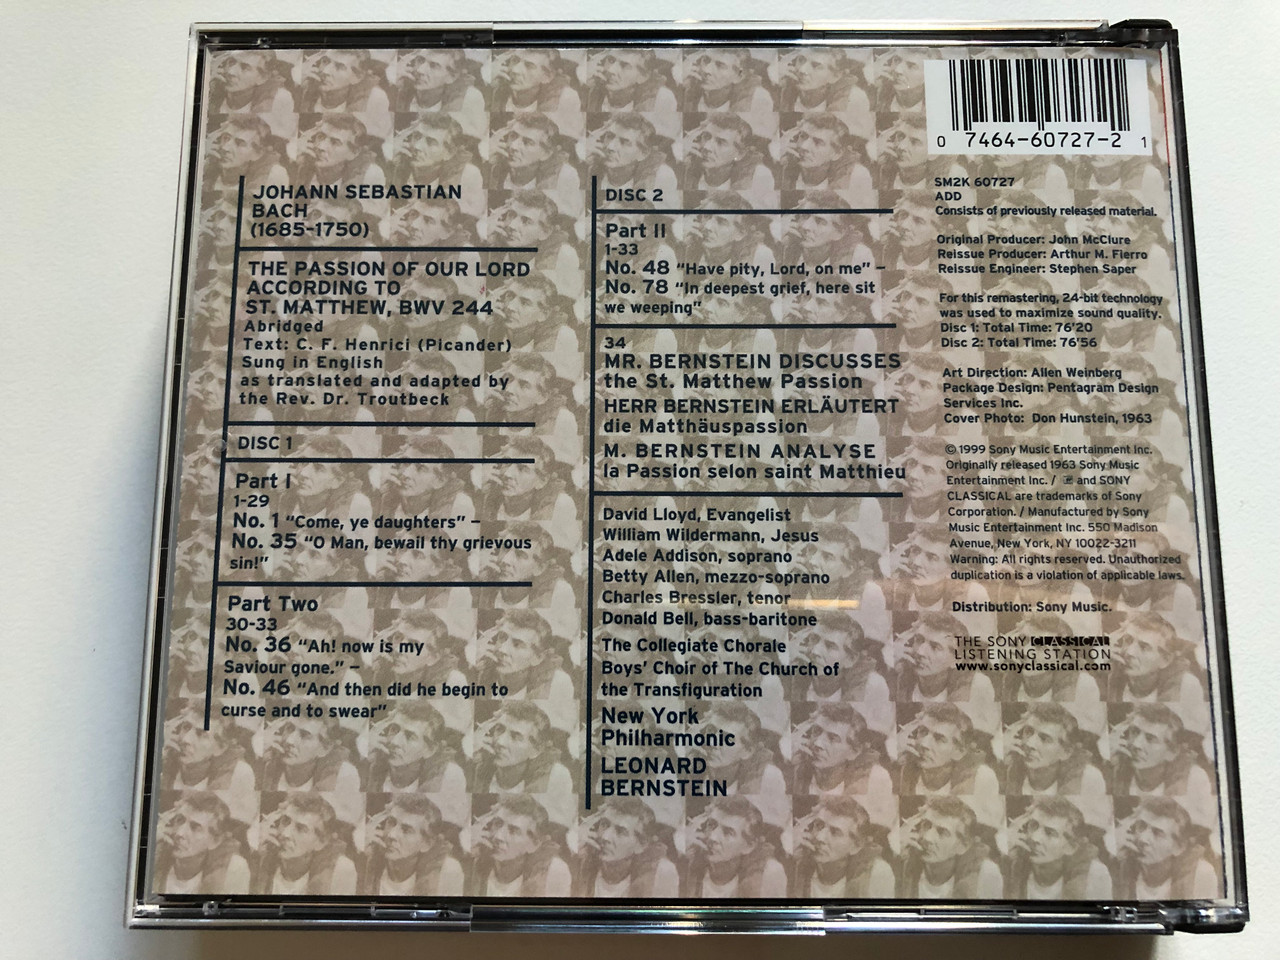 JOHANN SEBASTIAN
BACH
(1685–1750)
THE PASSION OF OUR LORD
ACCORDING TO
ST. MATTHEW, BWV 244
Abridged
Text: C. F. Henrici (Picander)
Sung in English
as translated and adapted by
the Rev. Dr. Troutbeck
DISC 1
Part I
1-29
No. 1 “Come, ye daughters” –
No. 35 “O Man, bewail thy grievous
sin!”
Part Two
30-33
No. 36 “Ah! now is my
Saviour gone.” –
No. 46 “And then did he begin to
curse and to swear”
DISC 2
Part II
1-33
No. 48 “Have pity, Lord, on me” –
No. 78 “In deepest grief, here sit
we weeping”
34
MR. BERNSTEIN DISCUSSES
the St. Matthew Passion
HERR BERNSTEIN ERLÄUTERT
die Matthäuspassion
M. BERNSTEIN ANALYSE
la Passion selon saint Matthieu
David Lloyd, Evangelist
William Wildermann, Jesus
Adele Addison, soprano
Betty Allen, mezzo-soprano
Charles Bressler, tenor
Donald Bell, bass-baritone
The Collegiate Chorale
Boys’ Choir of The Church of
the Transfiguration
New York
Philharmonic
LEONARD
BERNSTEIN
0 7464-60727-2 1
SM2K 60727
ADD
Consists of previously released material.
Original Producer: John McClure
Reissue Producer: Arthur M. Fierro
Reissue Engineer: Stephen Saper
For this remastering, 24-bit technology
was used to maximize sound quality.
Disc 1: Total Time: 76’20
Disc 2: Total Time: 76’56
Art Direction: Allen Weinberg
Package Design: Pentagram Design
Services Inc.
Cover Photo: Don Hunstein, 1963
© 1999 Sony Music Entertainment Inc.
Originally released 1963 Sony Music
Entertainment Inc. / and SONY
CLASSICAL are trademarks of Sony
Corporation. / Manufactured by Sony
Music Entertainment Inc. 550 Madison
Avenue, New York, NY 10022-3211
Warning: All rights reserved. Unauthorized
duplication is a violation of applicable laws.
Distribution: Sony Music.
THE SONY CLASSICAL
LISTENING STATION
www.sonyclassical.com